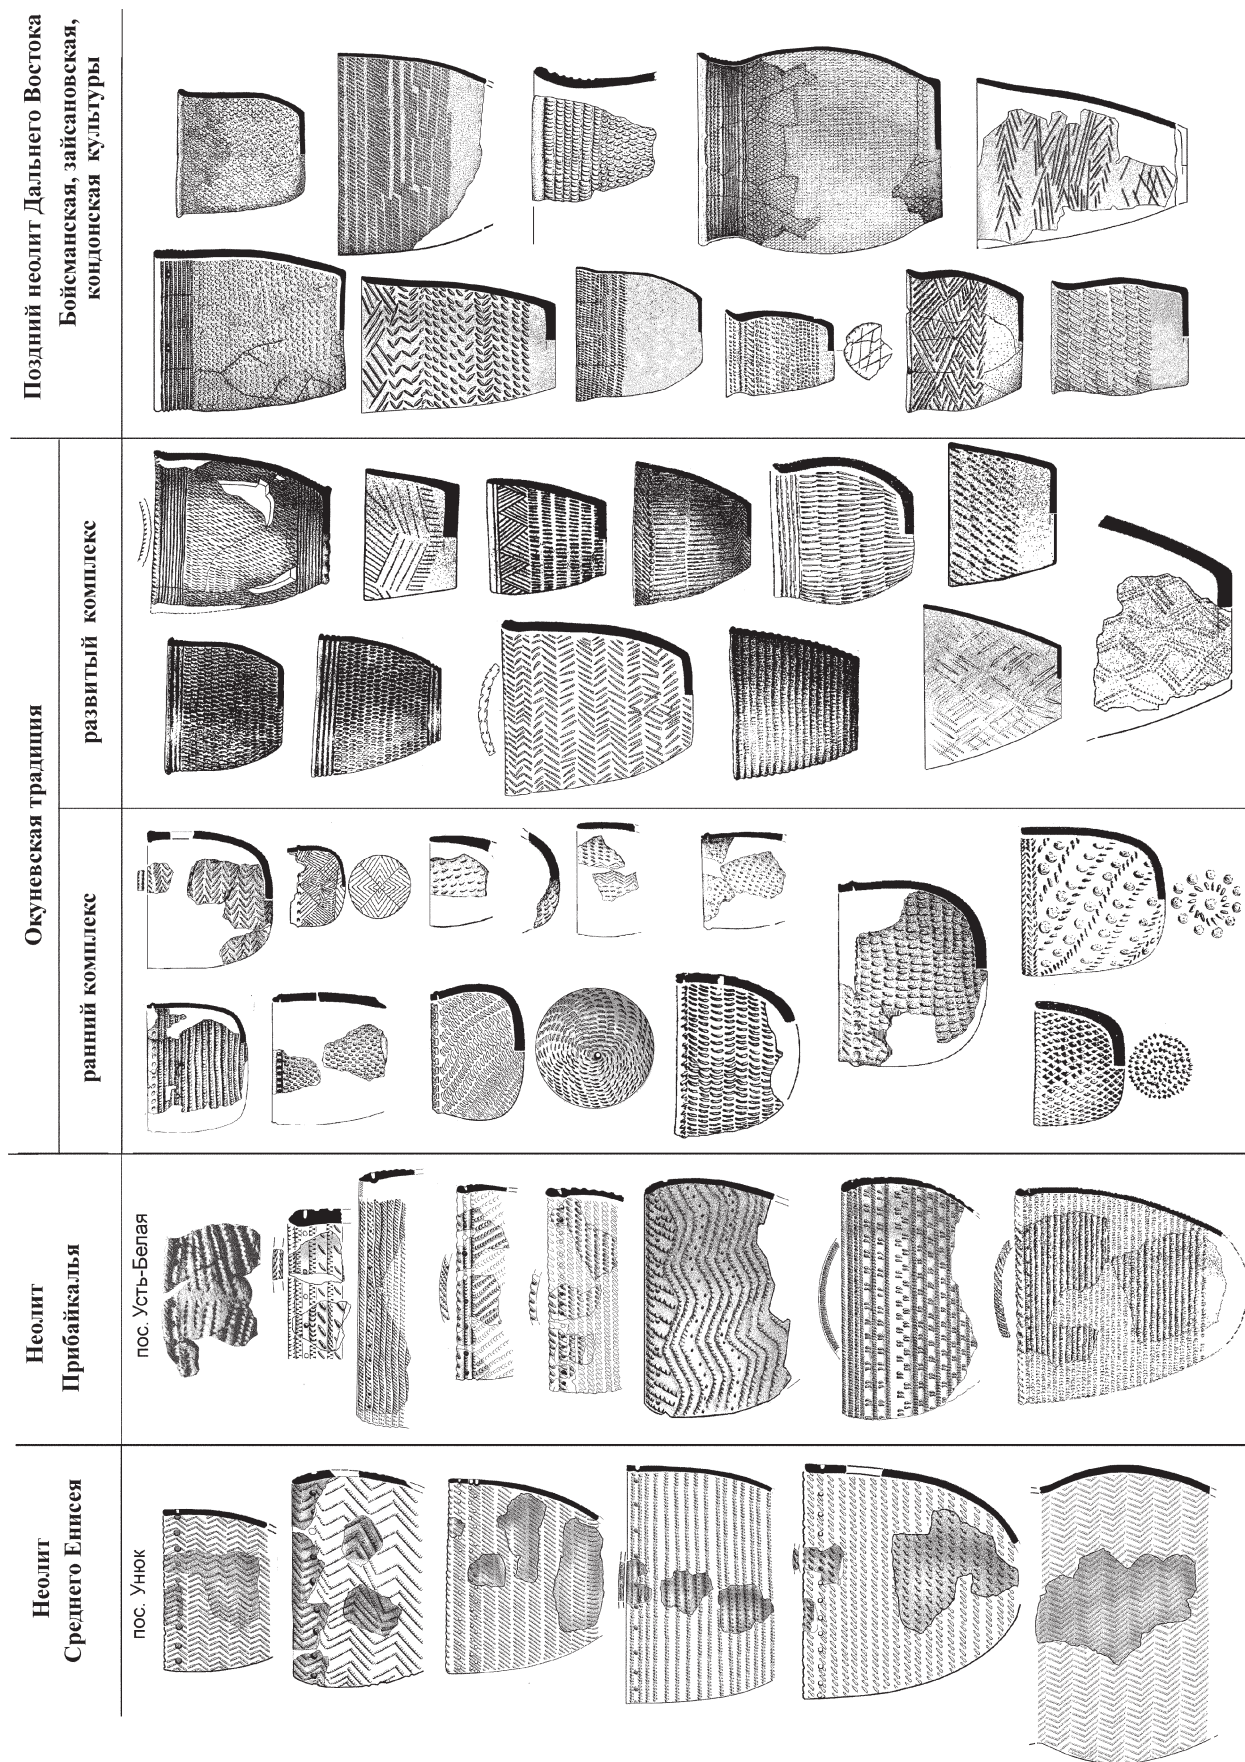 Неолит
Среднего Енисея
пос. Унюк
Неолит
Прибайкалья
пос. Усть-Белая
Окуневская традиция
ранний комплекс
развитый комплекс
Поздний неолит Дальнего Востока
Бойсманская, зайсановская,
кондонская культуры